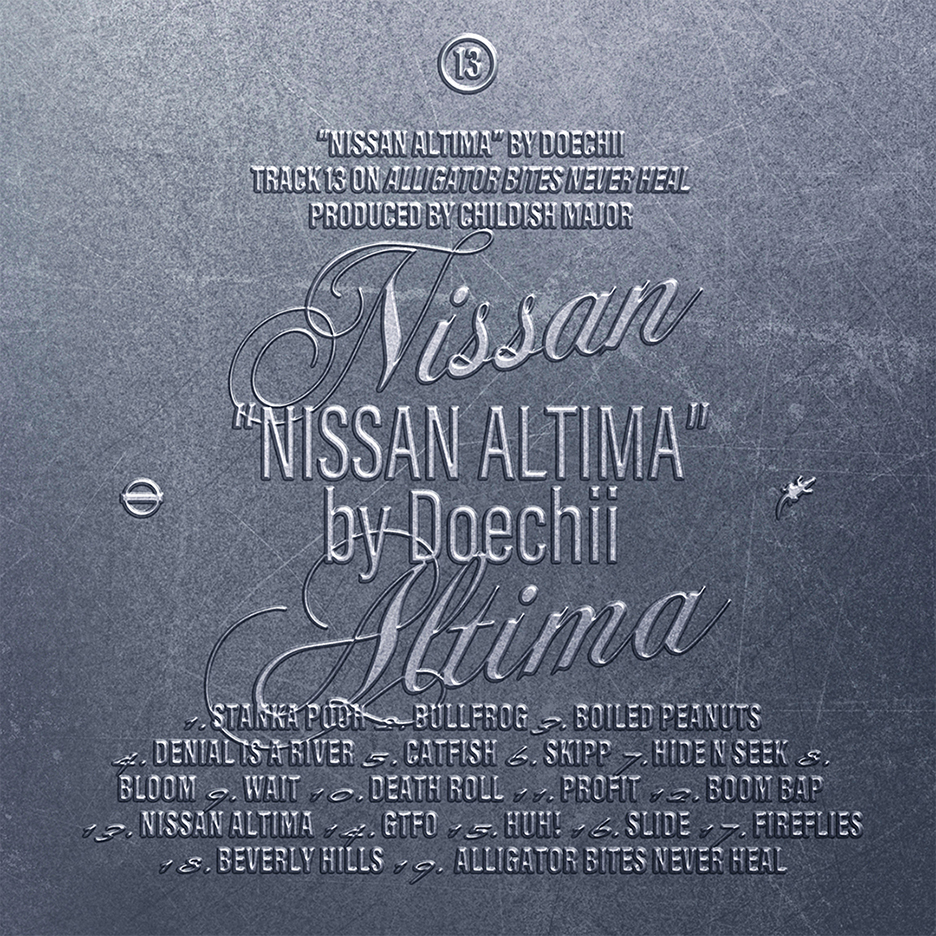 13
"NISSAN ALTIMA" BY DOECHII
TRACK 13 ON ALLIGATOR BITES NEVER HEAL
PRODUCED BY CHILDISH MAJOR
Nissan
"NISSAN ALTIMA"
by Doechii
Altima
1. STANKA POOH 2. BULLFROG 3. BOILED PEANUTS
4. DENIAL IS A RIVER 5. CATFISH 6. SKIPP 7. HIDE N SEEK 8.
BLOOM 9. WAIT 10. DEATH ROLL 11. PROFIT 12. BOOM BAP
13. NISSAN ALTIMA 14. GTFO 15. HUH! 16. SLIDE 17. FIREFLIES
18. BEVERLY HILLS 19. ALLIGATOR BITES NEVER HEAL